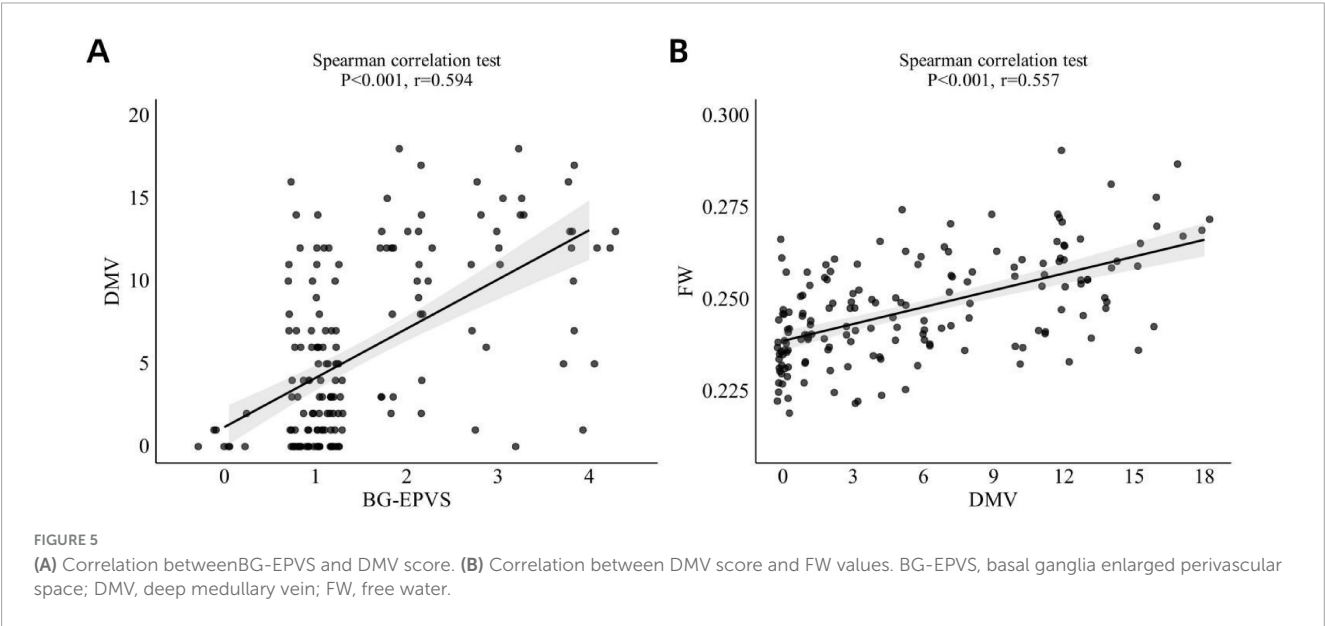 A
Spearman correlation test
P<0.001, r=0.594
20
15
10
5
0
DMV
0 1 2 3 4
BG-EPVS
B
Spearman correlation test
P<0.001, r=0.557
0.300
0.275
0.250
0.225
FW
0 3 6 9 12 15 18
DMV
FIGURE 5
(A) Correlation betweenBG-EPVS and DMV score. (B) Correlation between DMV score and FW values. BG-EPVS, basal ganglia enlarged perivascular
space; DMV, deep medullary vein; FW, free water.